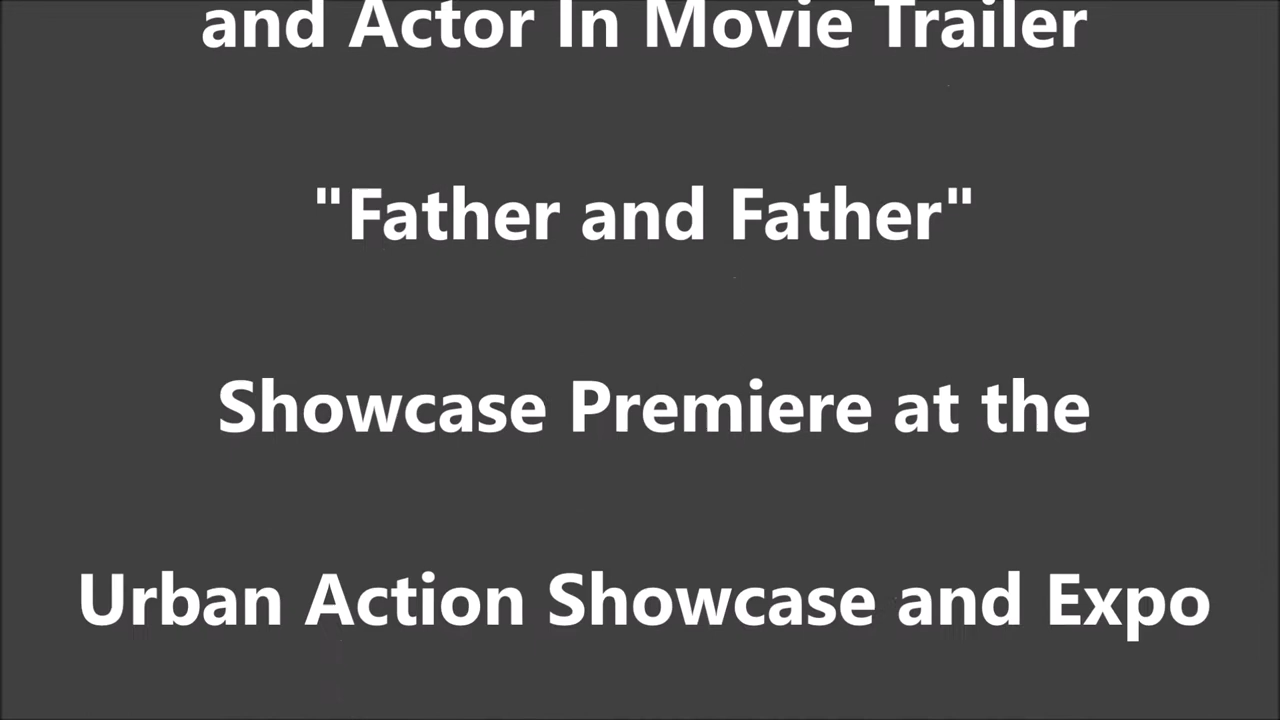 and Actor In Movie Trailer
"Father and Father"
Showcase Premiere at the
Urban Action Showcase and Expo